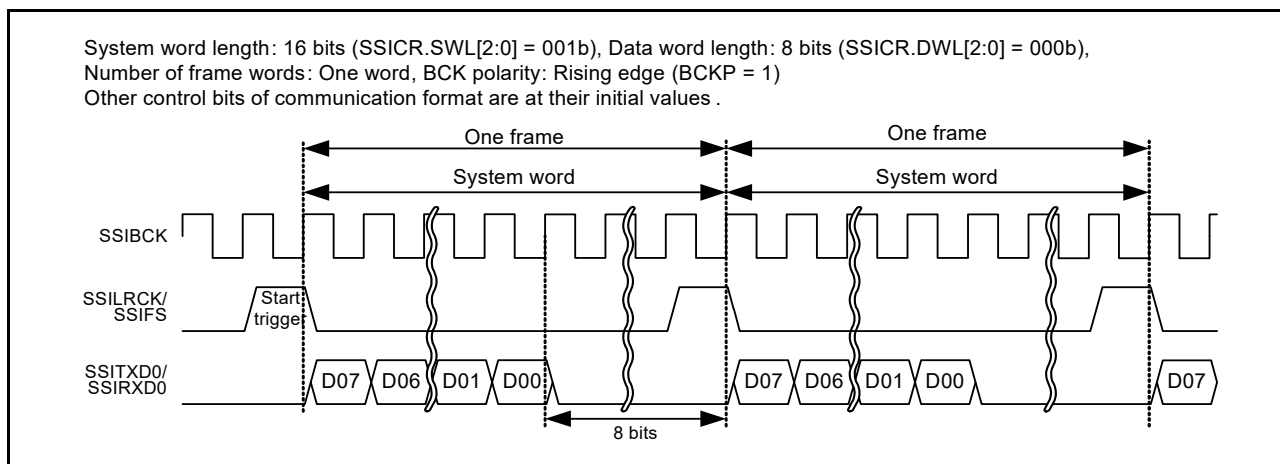 System word length: 16 bits (SSICR.SWL[2:0] = 001b), Data word length: 8 bits (SSICR.DWL[2:0] = 000b),
Number of frame words: One word, BCK polarity: Rising edge (BCKP = 1)
Other control bits of communication format are at their initial values .
One frame
One frame
System word
System word
SSIBCK
SSILRCK/
SSIFS
Start
trigger
SSITXD0/
SSIRXD0
D07
D06
D01
D00
D07
D06
D01
D00
D07
8 bits